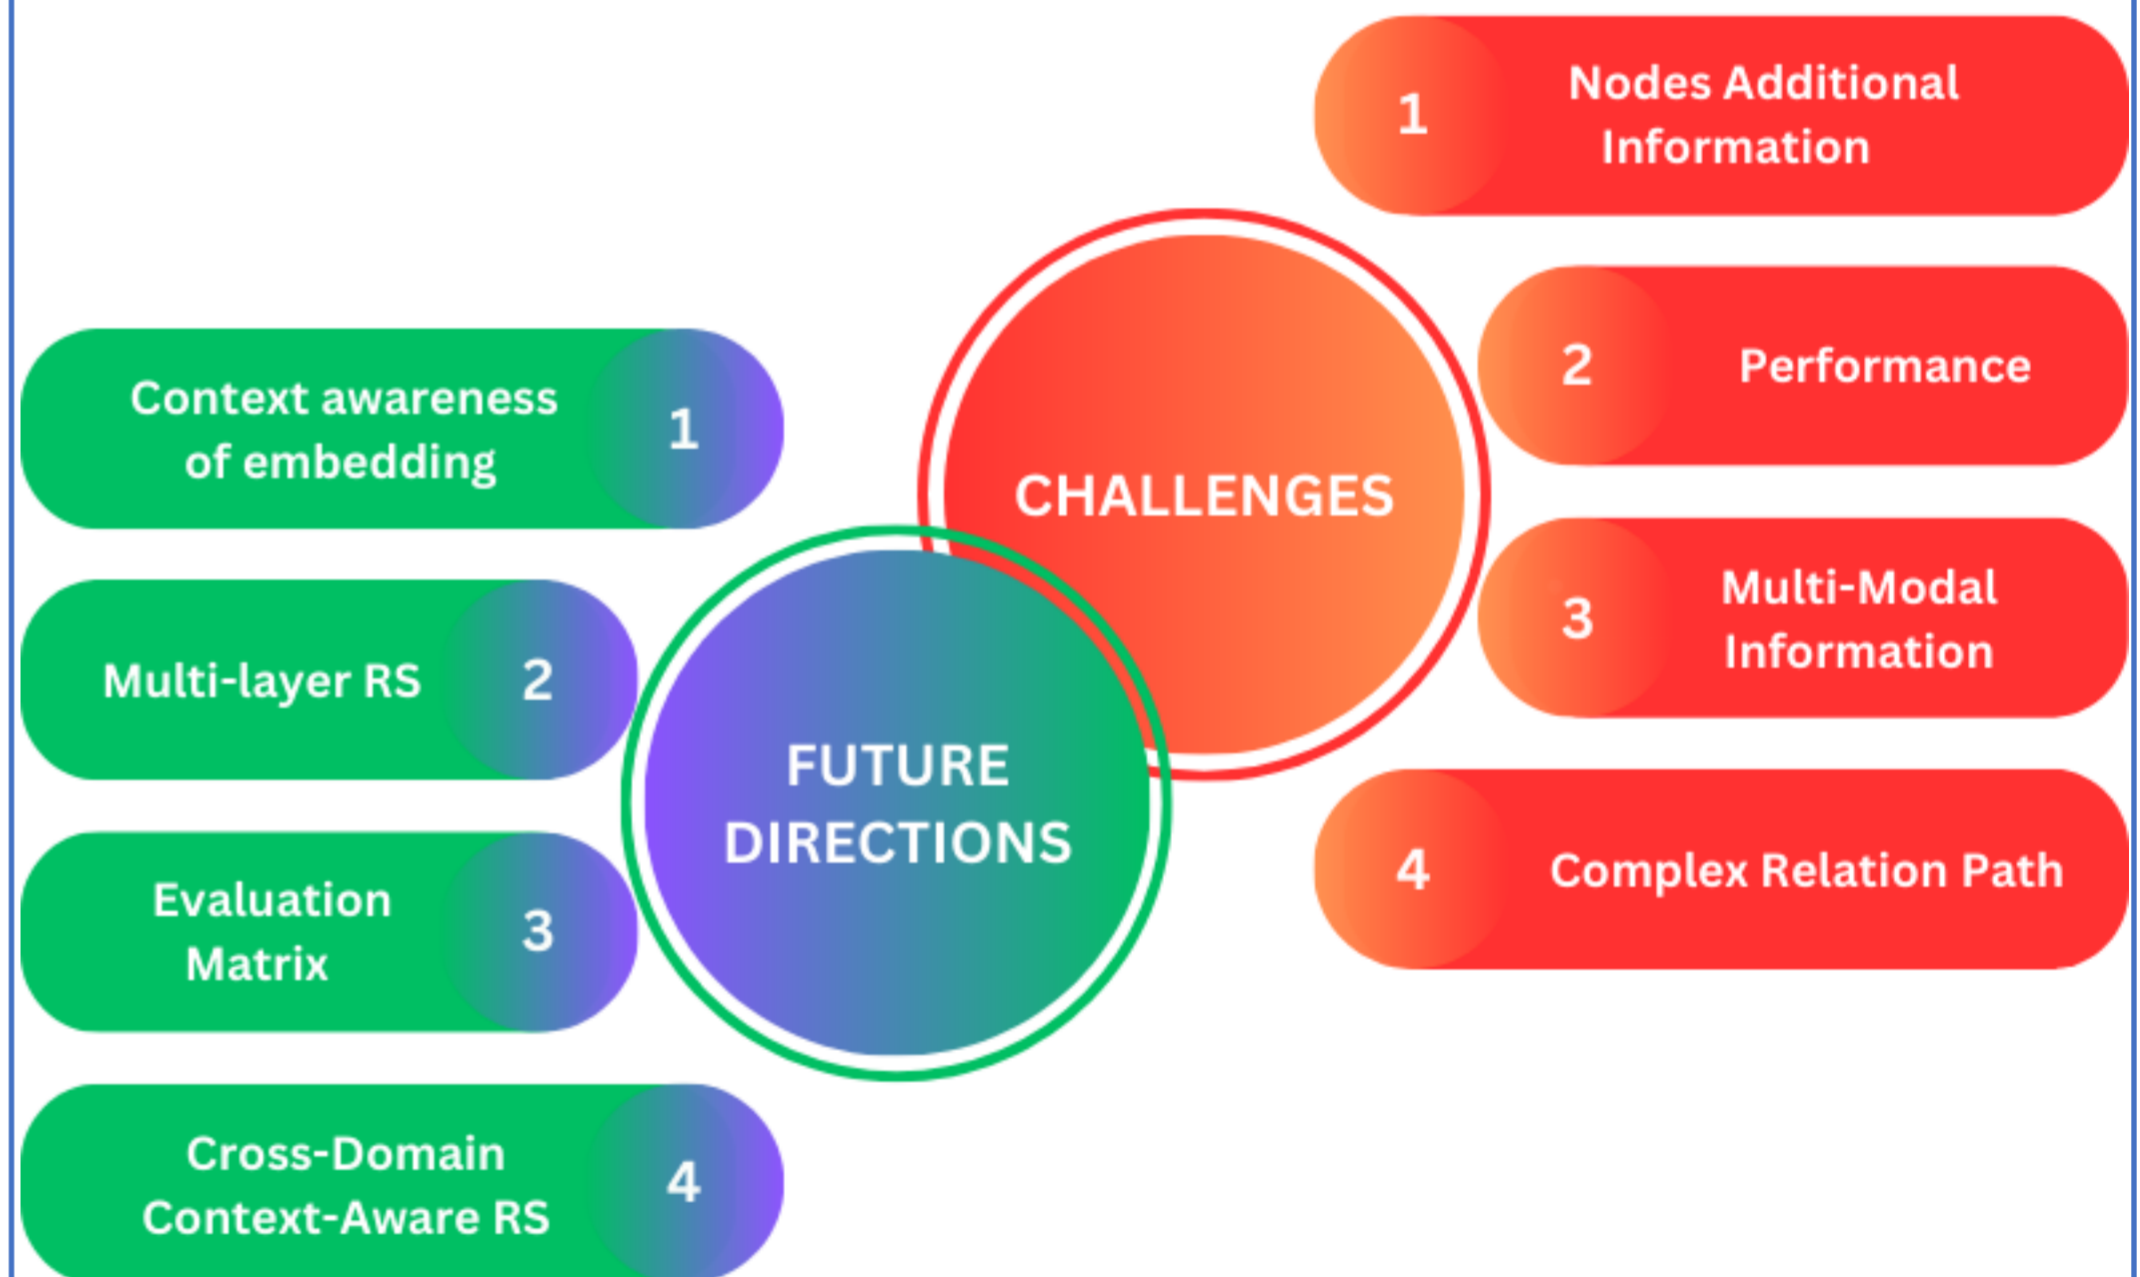 CHALLENGES
1
Nodes Additional
Information
2
Performance
3
Multi-Modal
Information
4
Complex Relation Path
FUTURE
DIRECTIONS
Context awareness
of embedding
1
Multi-layer RS
2
Evaluation
Matrix
3
Cross-Domain
Context-Aware RS
4